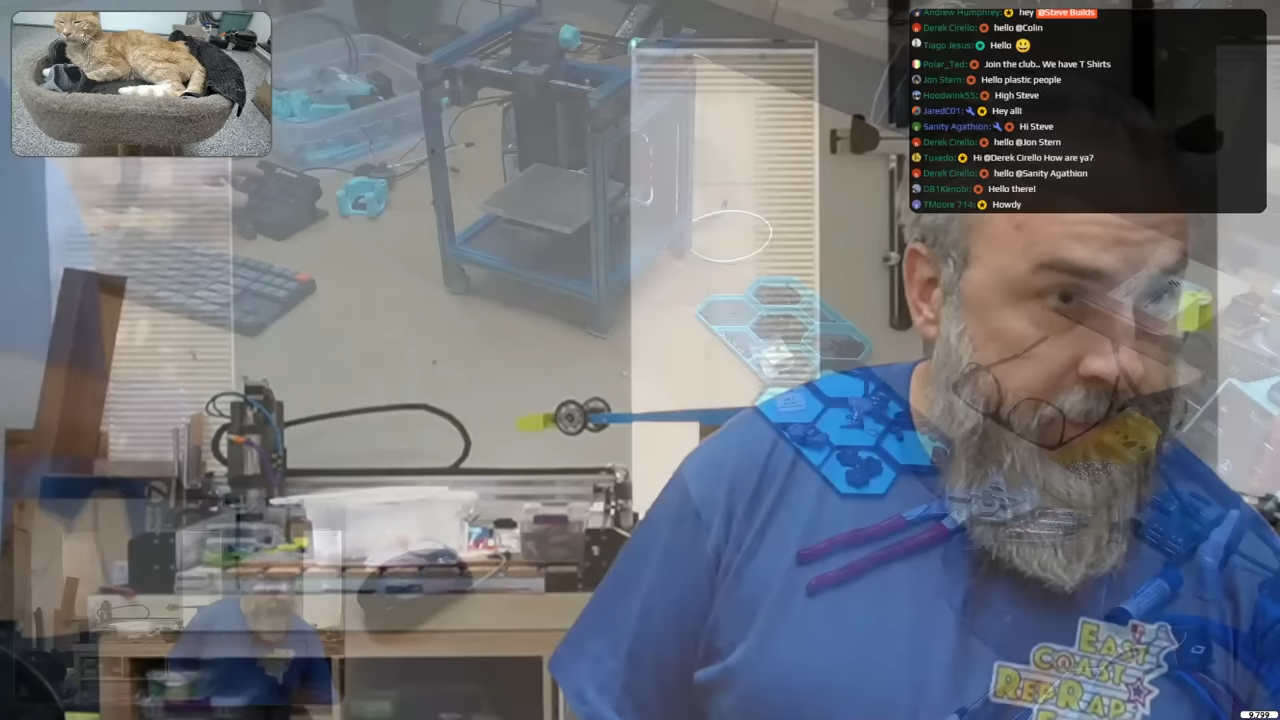 Andrew Humphrey: hey @Steve Builds
Derek Cirello: hello @Colin
Tiago Jesus: Hello 😃
Polar_Ted: Join the club.. We have T Shirts
Jon Stern: Hello plastic people
Hoodwink55: High Steve
JaredC01: Hey all!
Sanity Agathion: Hi Steve
Derek Cirello: hello @Jon Stern
Tuxedo: Hi @Derek Cirello How are ya?
Derek Cirello: hello @Sanity Agathion
OB1Kenobi: Hello there!
TMoore 714: Howdy
EAST
COAST
REPRAP
9,799